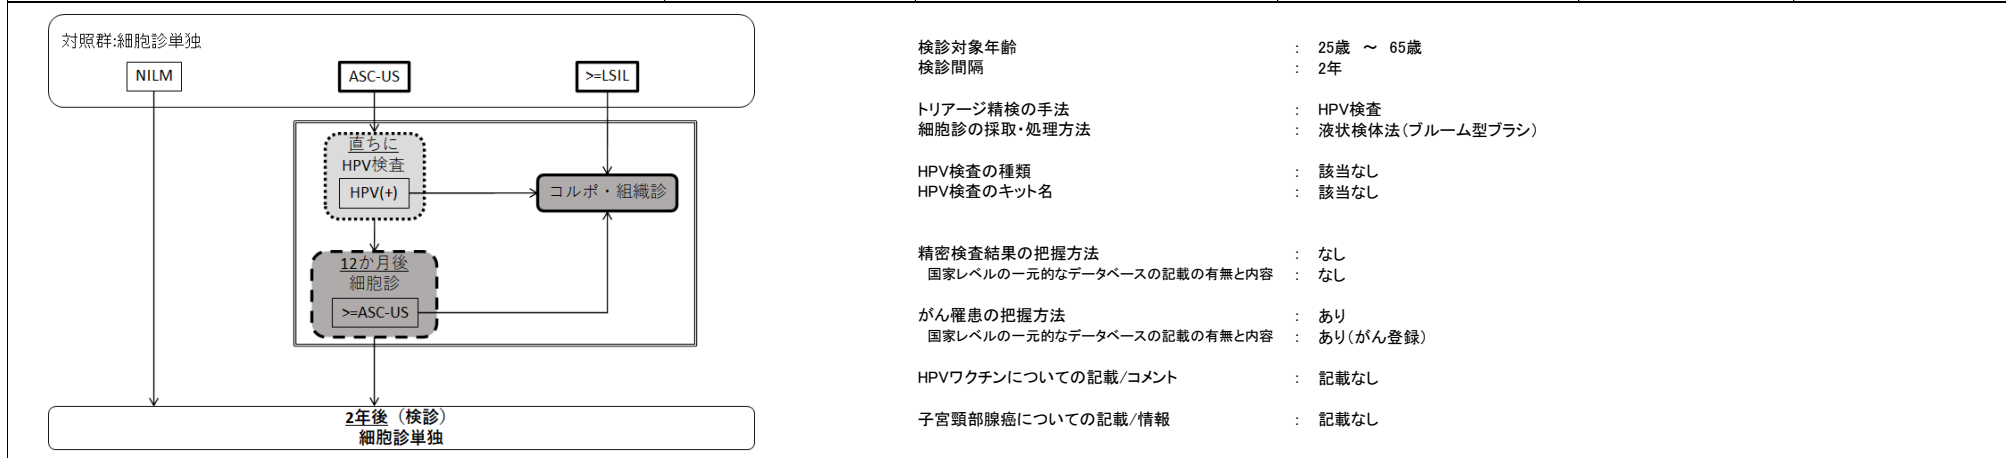 対照群:細胞診単独
NILM
ASC-US
>=LSIL
直ちに
HPV検査
HPV(+)
コルポ・組織診
12か月後
細胞診
>=ASC-US
2年後（検診）
細胞診単独
検診対象年齢 : 25歳 ～ 65歳
検診間隔 : 2年
トリアージ精検の手法 : HPV検査
細胞診の採取・処理方法 : 液状検体法（ブルーム型ブラシ）
HPV検査の種類 : 該当なし
HPV検査のキット名 : 該当なし
精密検査結果の把握方法 : なし
国家レベルの一元的なデータベースの記載の有無と内容 : なし
がん罹患の把握方法 : あり
国家レベルの一元的なデータベースの記載の有無と内容 : あり（がん登録）
HPVワクチンについての記載/コメント : 記載なし
子宮頸部腺癌についての記載/情報 : 記載なし